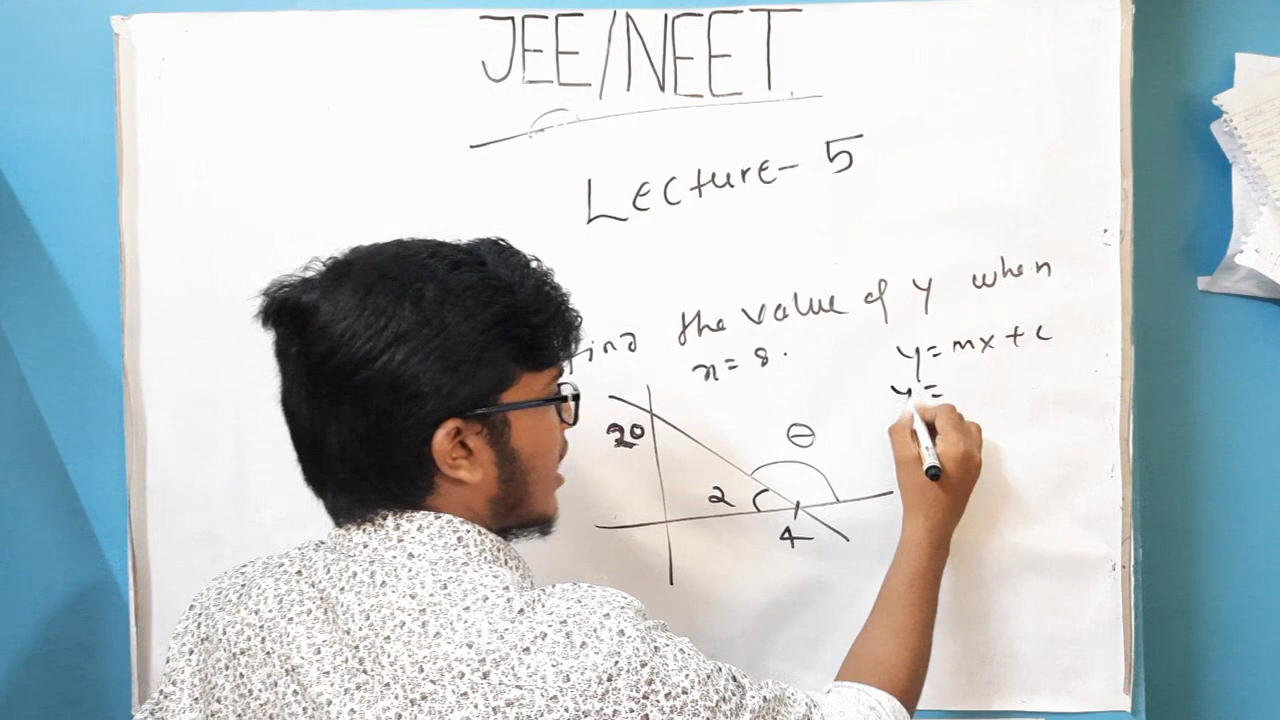 JEE/NEET
Lecture- 5
find the value of y when
x = 8.
y = mx + c
y =
20
θ
2
4